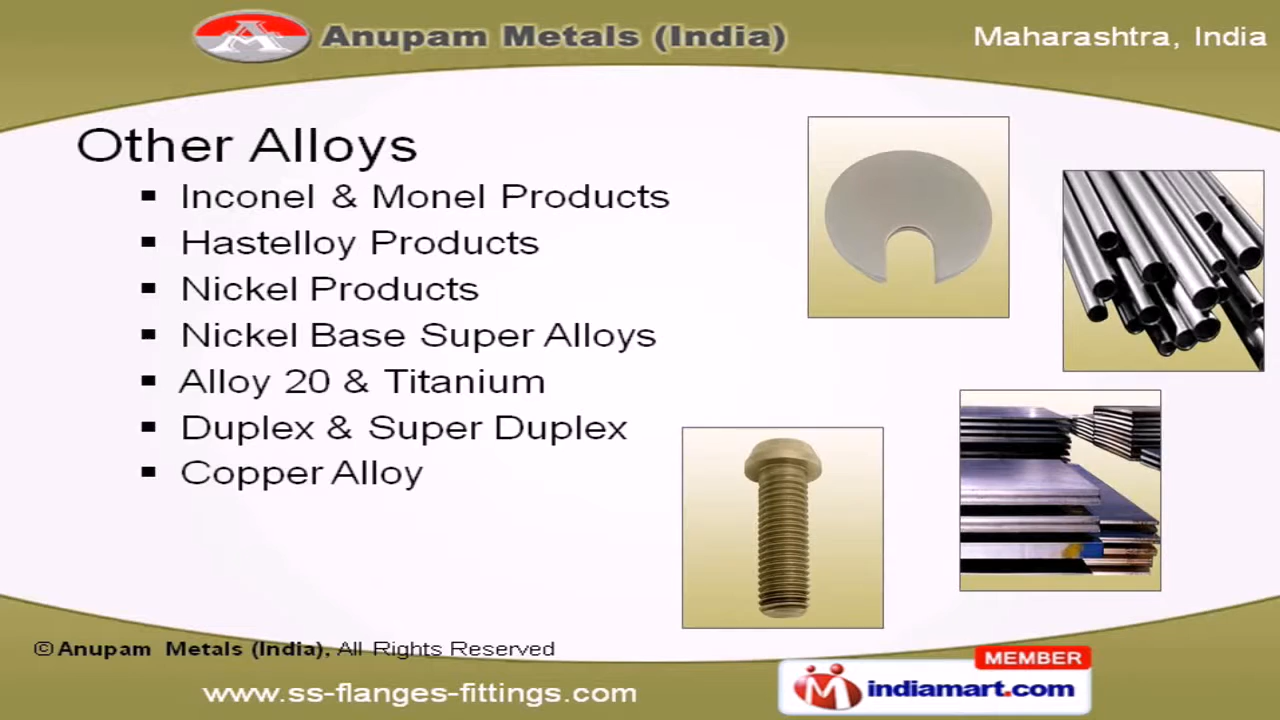 Anupam Metals (India)
Maharashtra, India
Other Alloys
▪ Inconel & Monel Products
▪ Hastelloy Products
▪ Nickel Products
▪ Nickel Base Super Alloys
▪ Alloy 20 & Titanium
▪ Duplex & Super Duplex
▪ Copper Alloy
© Anupam Metals (India), All Rights Reserved
www.ss-flanges-fittings.com
MEMBER
indiamart.com